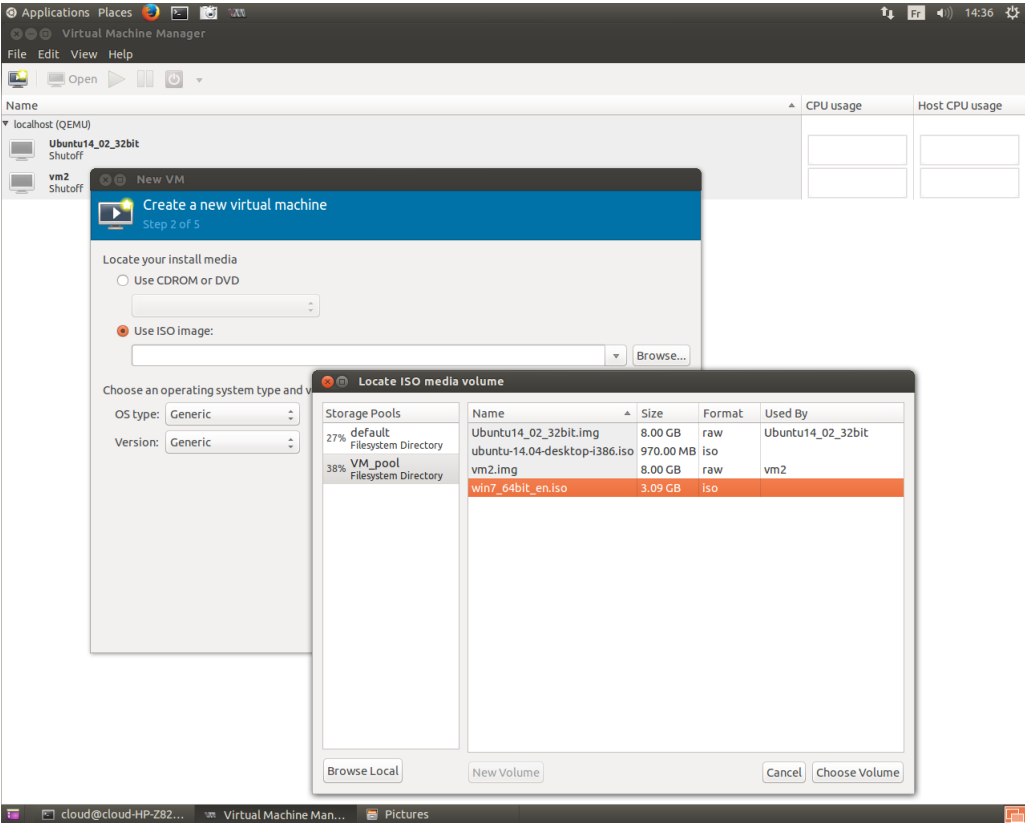 Applications Places
Fr 14:36
Virtual Machine Manager
File Edit View Help
Open
Name CPU usage Host CPU usage
localhost (QEMU)
Ubuntu14_02_32bit
Shutoff
vm2
Shutoff
New VM
Create a new virtual machine
Step 2 of 5
Locate your install media
Use CDROM or DVD
Use ISO image:
Browse...
Choose an operating system type and v
OS type: Generic
Version: Generic
Locate ISO media volume
Storage Pools
27% default
Filesystem Directory
38% VM_pool
Filesystem Directory
Name Size Format Used By
Ubuntu14_02_32bit.img 8.00 GB raw Ubuntu14_02_32bit
ubuntu-14.04-desktop-i386.iso 970.00 MB iso
vm2.img 8.00 GB raw vm2
win7_64bit_en.iso 3.09 GB iso
Browse Local New Volume Cancel Choose Volume
cloud@cloud-HP-Z82... Virtual Machine Man... Pictures